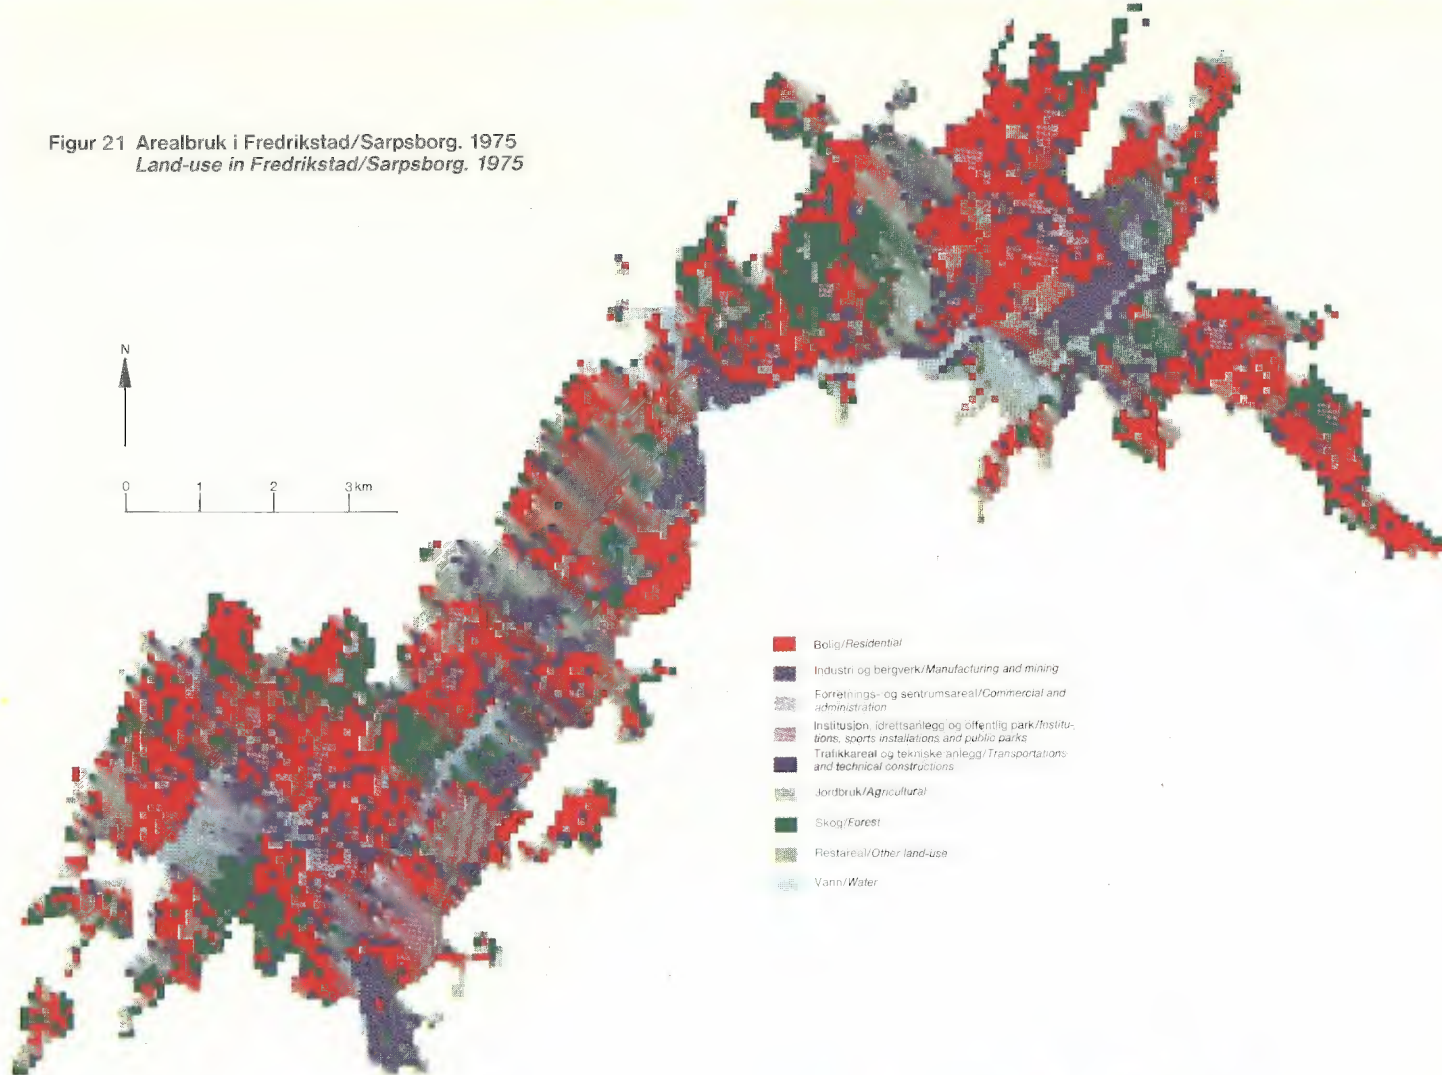 Figur 21 Arealbruk i Fredrikstad/Sarpsborg. 1975
Land-use in Fredrikstad/Sarpsborg. 1975
N
0 1 2 3 km
Bolig/Residential
Industri og bergverk/Manufacturing and mining
Forretnings- og sentrumsareal/Commercial and
administration
Institusjon, idrettsanlegg og offentlig park/Institu-
tions, sports installations and public parks
Trafikkareal og tekniske anlegg/Transportations
and technical constructions
Jordbruk/Agricultural
Skog/Forest
Restareal/Other land-use
Vann/Water